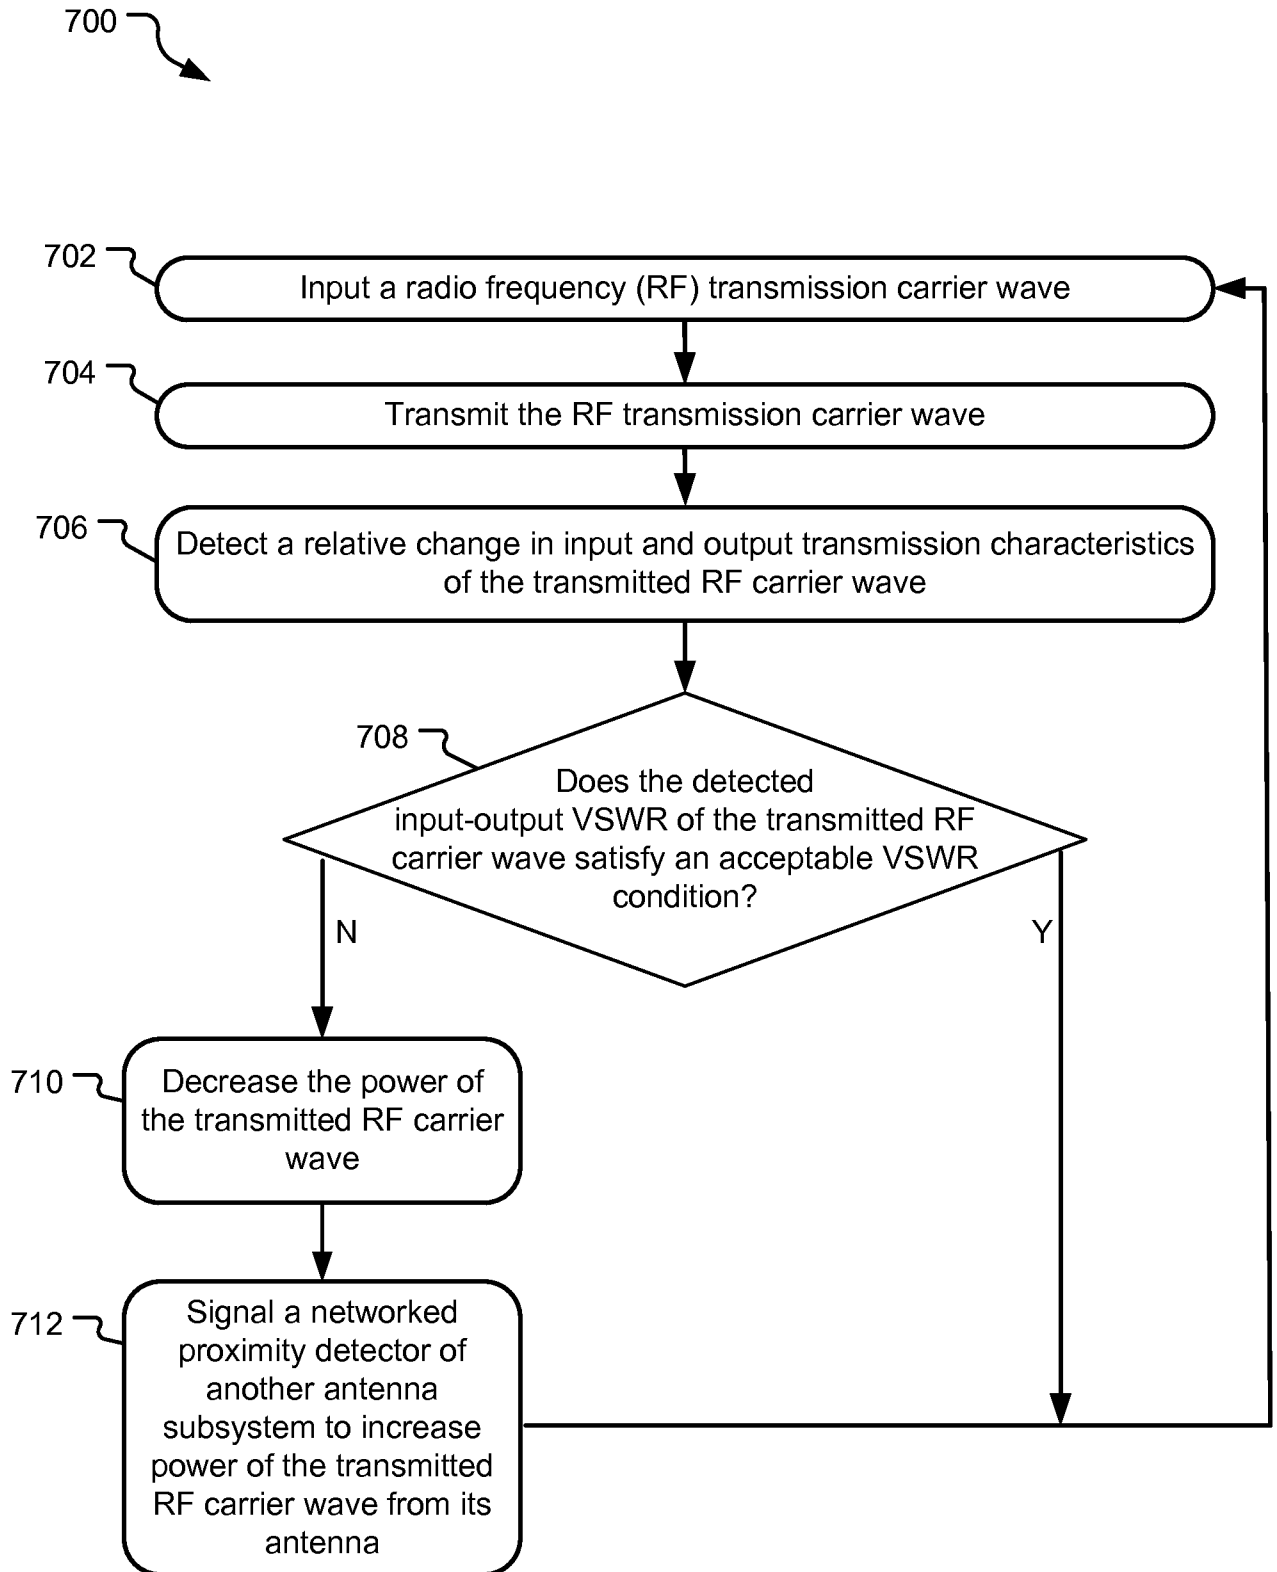 700
702
Input a radio frequency (RF) transmission carrier wave
704
Transmit the RF transmission carrier wave
706
Detect a relative change in input and output transmission characteristics
of the transmitted RF carrier wave
708
Does the detected
input-output VSWR of the transmitted RF
carrier wave satisfy an acceptable VSWR
condition?
N
Y
710
Decrease the power of
the transmitted RF carrier
wave
712
Signal a networked
proximity detector of
another antenna
subsystem to increase
power of the transmitted
RF carrier wave from its
antenna